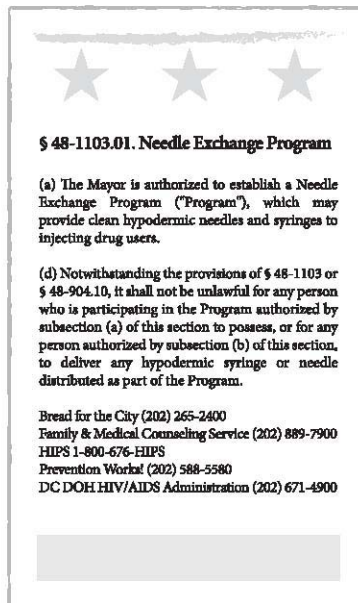 § 48-1103.01. Needle Exchange Program
(a) The Mayor is authorized to establish a Needle
Exchange Program ("Program"), which may
provide clean hypodermic needles and syringes to
injecting drug users.
(d) Notwithstanding the provisions of § 48-1103 or
§ 48-904.10, it shall not be unlawful for any person
who is participating in the Program authorized by
subsection (a) of this section to possess, or for any
person authorized by subsection (b) of this section,
to deliver any hypodermic syringe or needle
distributed as part of the Program.
Bread for the City (202) 265-2400
Family & Medical Counseling Service (202) 889-7900
HIPS 1-800-676-HIPS
Prevention Works! (202) 588-5580
DC DOH HIV/AIDS Administration (202) 671-4900